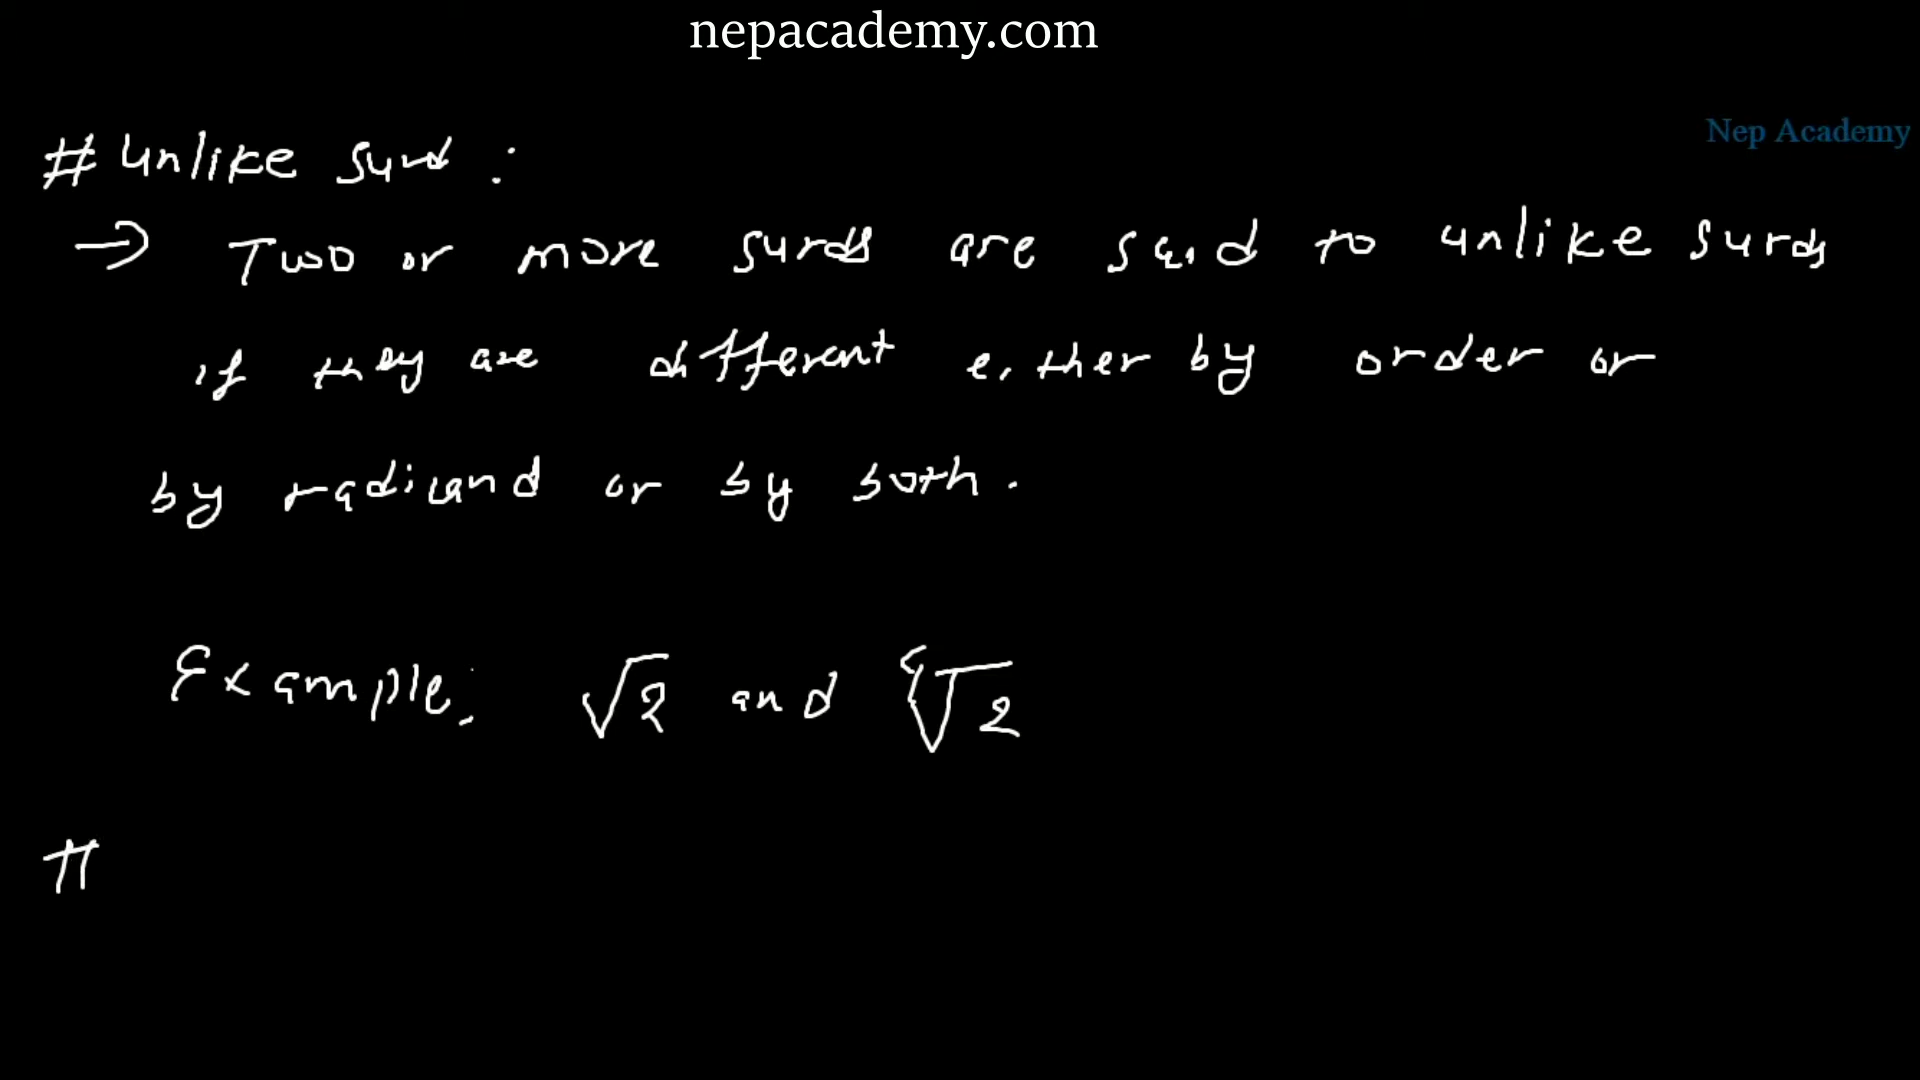 nepacademy.com
Nep Academy
# Unlike surd :
→ Two or more surds are said to unlike surds
if they are different either by order or
by radicand or by both.
Example: √2 and ∜2
π